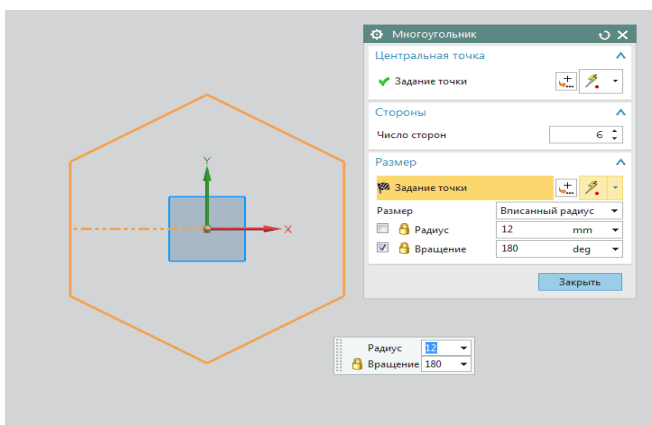 Многоугольник
Центральная точка
Задание точки
Стороны
Число сторон 6
Размер
Задание точки
Размер Вписанный радиус
Радиус 12 mm
Вращение 180 deg
Закрыть
Y
X
Радиус 12
Вращение 180